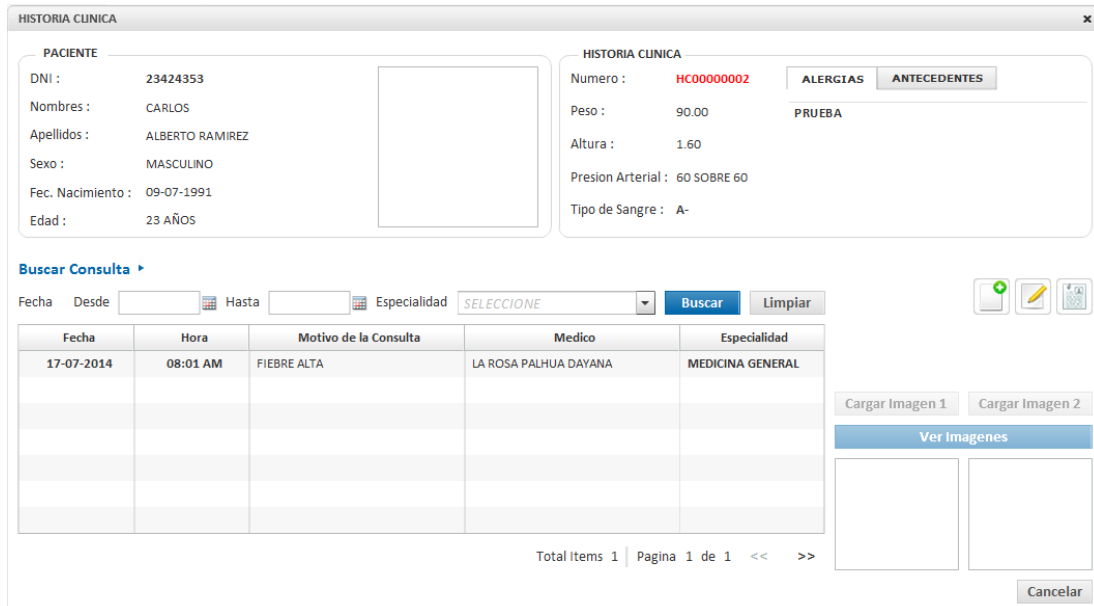 HISTORIA CLINICA x
PACIENTE
DNI : 23424353
Nombres : CARLOS
Apellidos : ALBERTO RAMIREZ
Sexo : MASCULINO
Fec. Nacimiento : 09-07-1991
Edad : 23 AÑOS
HISTORIA CLINICA
Numero : HC00000002
Peso : 90.00
Altura : 1.60
Presion Arterial : 60 SOBRE 60
Tipo de Sangre : A-
ALERGIAS ANTECEDENTES
PRUEBA
Buscar Consulta
Fecha Desde Hasta Especialidad SELECCIONE Buscar Limpiar
Fecha Hora Motivo de la Consulta Medico Especialidad
17-07-2014 08:01 AM FIEBRE ALTA LA ROSA PALHUA DAYANA MEDICINA GENERAL
Cargar Imagen 1 Cargar Imagen 2
Ver Imagenes
Total Items 1 Pagina 1 de 1 << >>
Cancelar